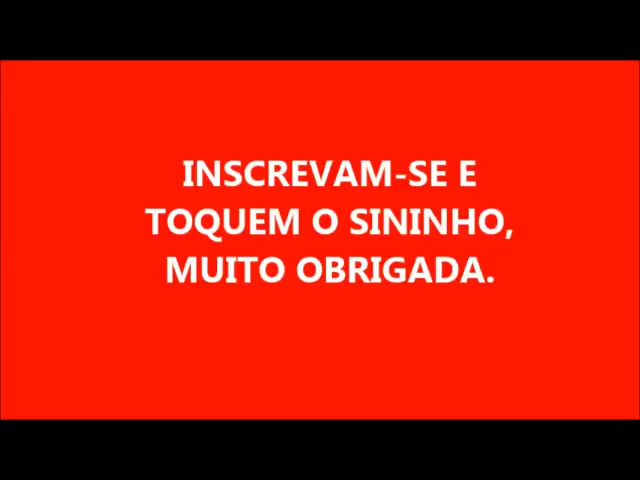 INSCREVAM-SE E
TOQUEM O SININHO,
MUITO OBRIGADA.